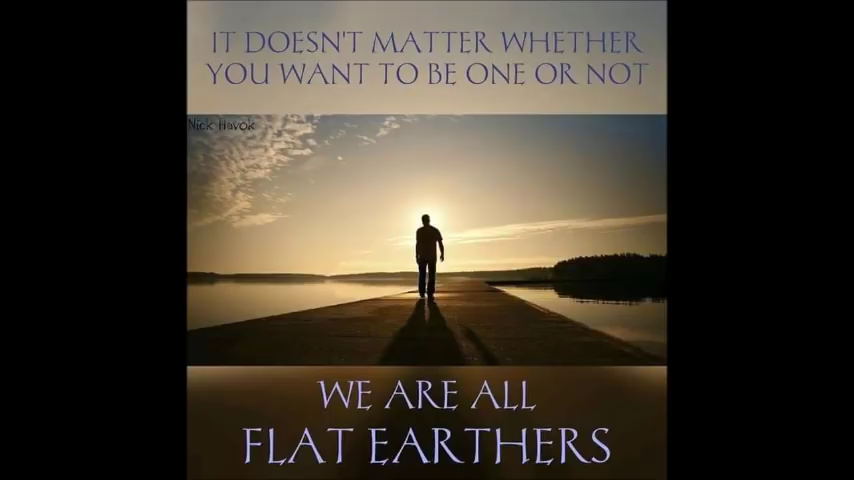 IT DOESN'T MATTER WHETHER
YOU WANT TO BE ONE OR NOT
Nick Havok
WE ARE ALL
FLAT EARTHERS